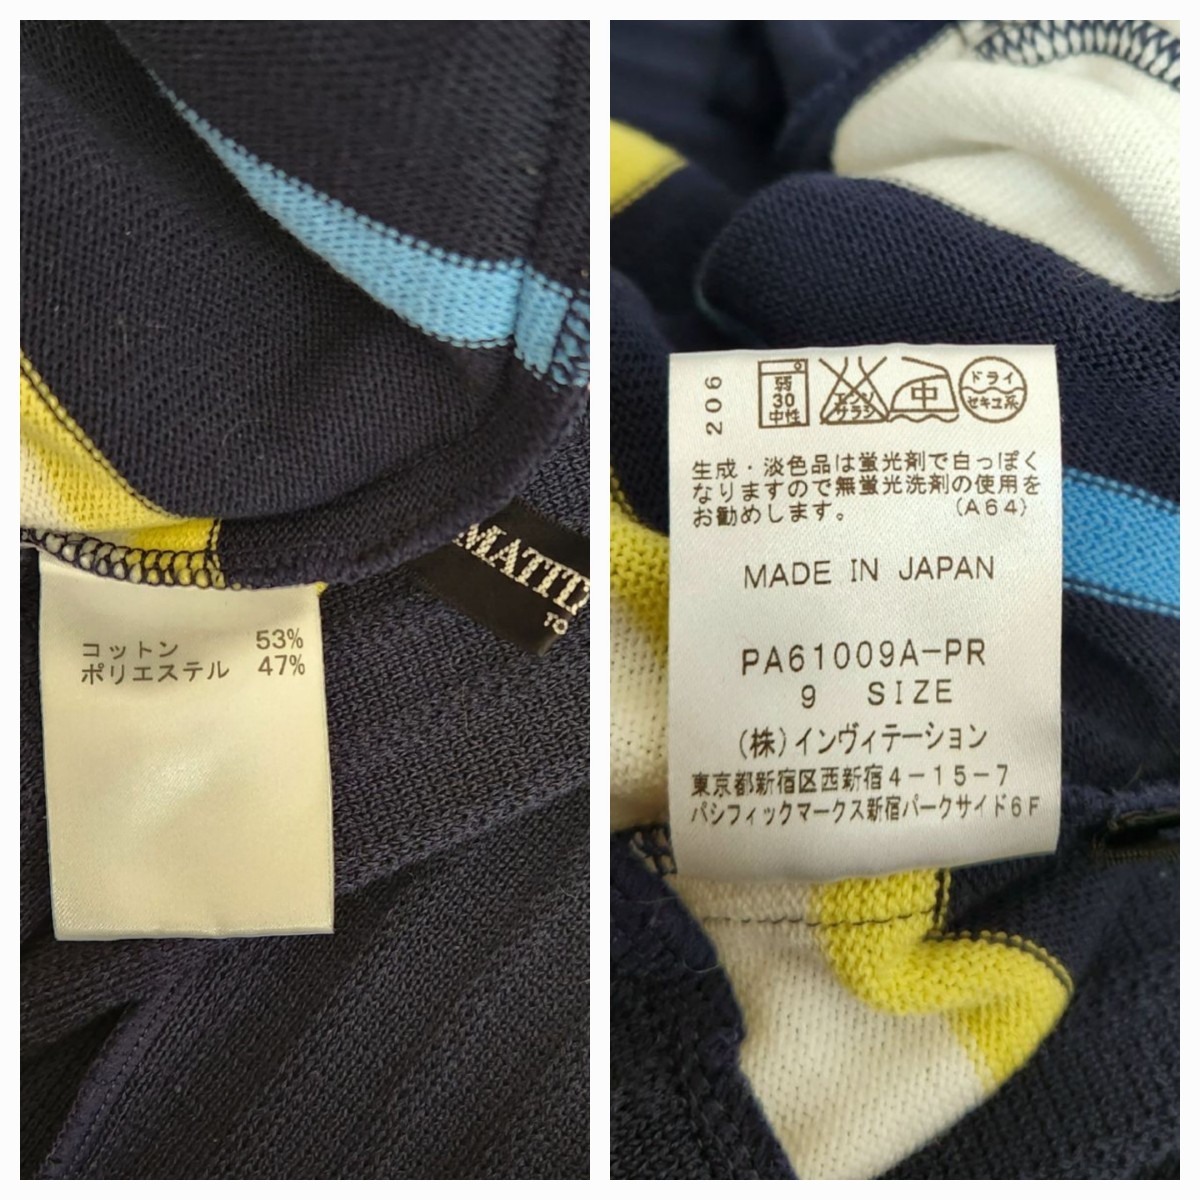 MATIT
TO
コットン 53%
ポリエステル 47%
206
弱
30
中性
エンソ
サラシ
中
ドライ
セキユ系
生成・淡色品は蛍光剤で白っぽく
なりますので無蛍光洗剤の使用を
お勧めします。 (A64)
MADE IN JAPAN
PA61009A-PR
9 SIZE
(株)インヴィテーション
東京都新宿区西新宿4-15-7
パシフィックマークス新宿パークサイド6F